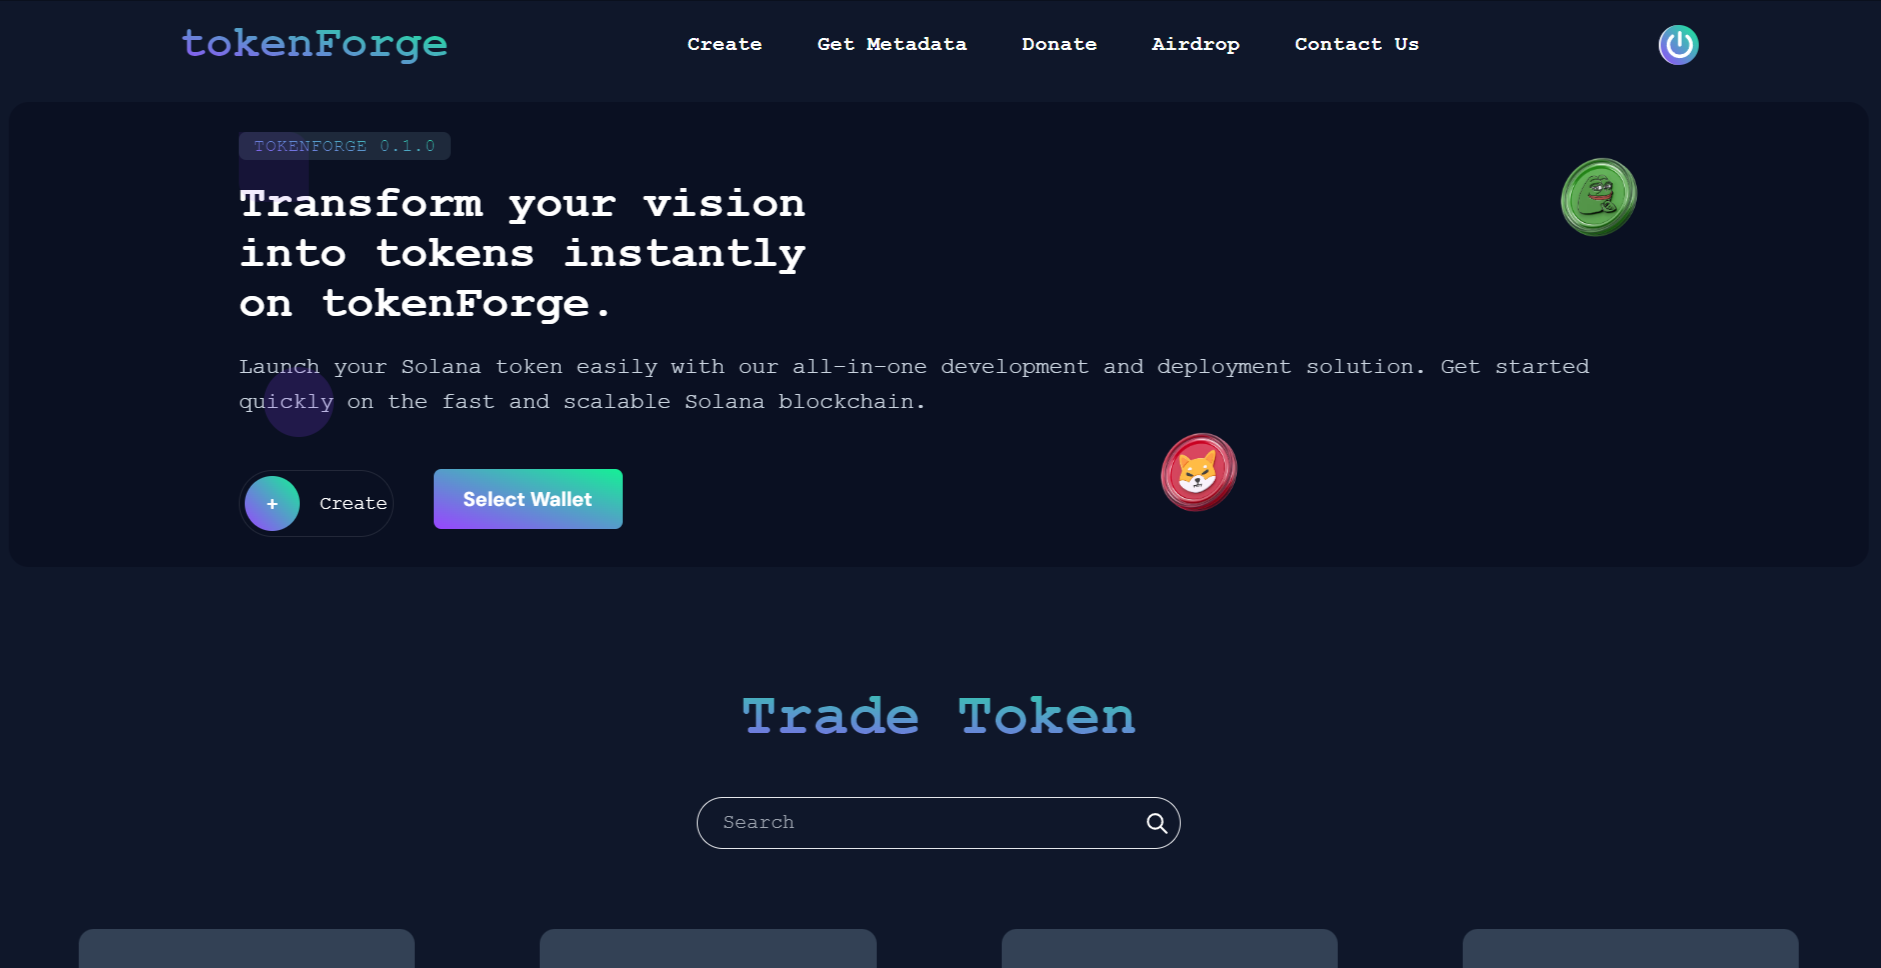 tokenForge
Create
Get Metadata
Donate
Airdrop
Contact Us
TOKENFORGE 0.1.0
Transform your vision
into tokens instantly
on tokenForge.
Launch your Solana token easily with our all-in-one development and deployment solution. Get started
quickly on the fast and scalable Solana blockchain.
+ Create
Select Wallet
Trade Token
Search